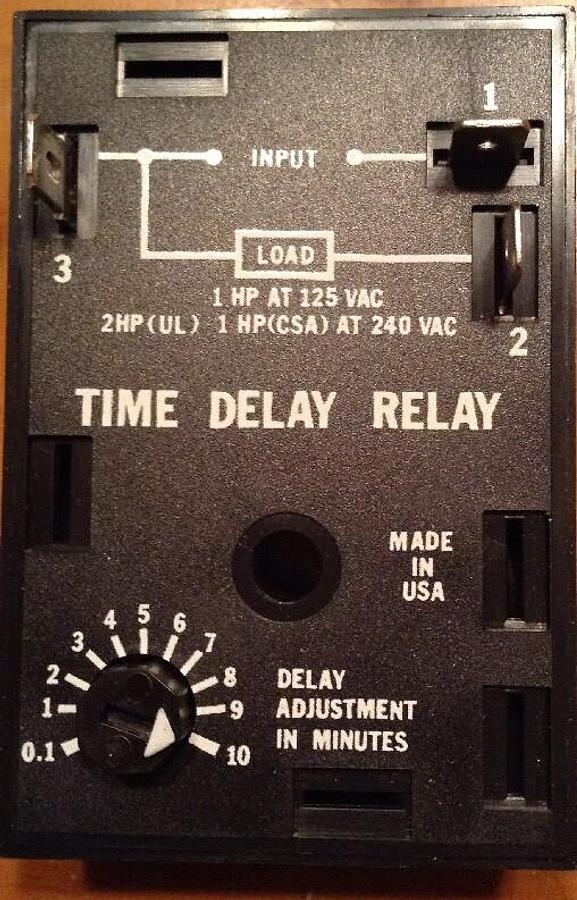 1
INPUT
3
LOAD
1 HP AT 125 VAC
2HP(UL) 1 HP(CSA) AT 240 VAC
2
TIME DELAY RELAY
MADE
IN
USA
0.1 1 2 3 4 5 6 7 8 9 10
DELAY
ADJUSTMENT
IN MINUTES